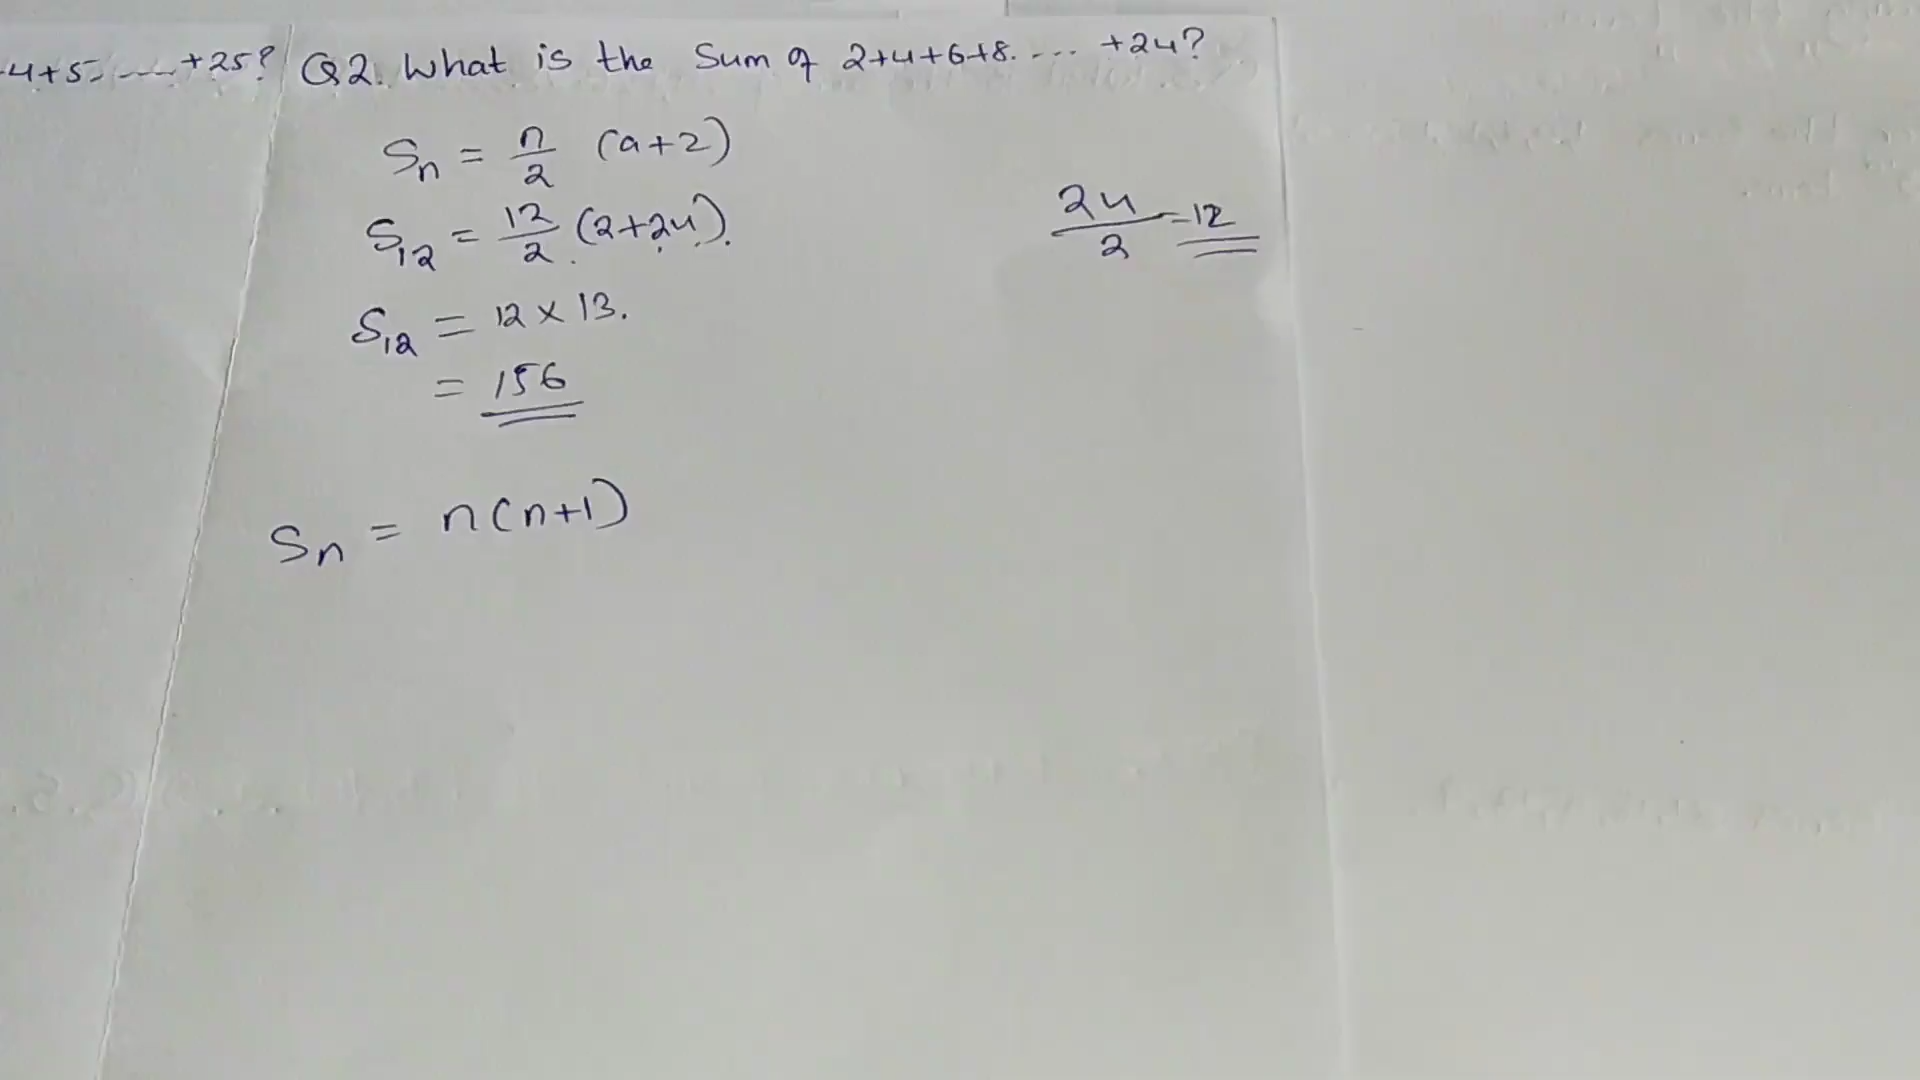 4+5-....+25? Q2. What is the Sum of 2+4+6+8.... +24?
Sn = n/2 (a+2)
S12 = 12/2 (2+24).
24/2 = 12
S12 = 12 x 13.
= 156
Sn = n(n+1)